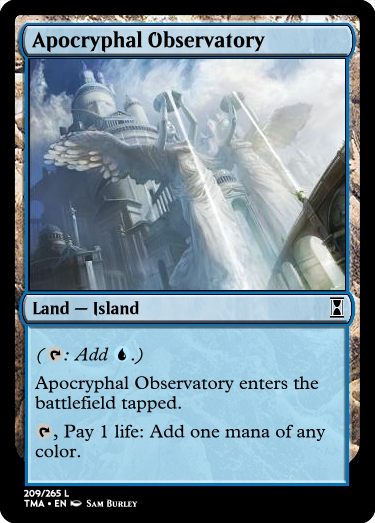 Apocryphal Observatory
Land — Island
( : Add .)
Apocryphal Observatory enters the
battlefield tapped.
, Pay 1 life: Add one mana of any
color.
209/265 L
TMA • EN SAM BURLEY